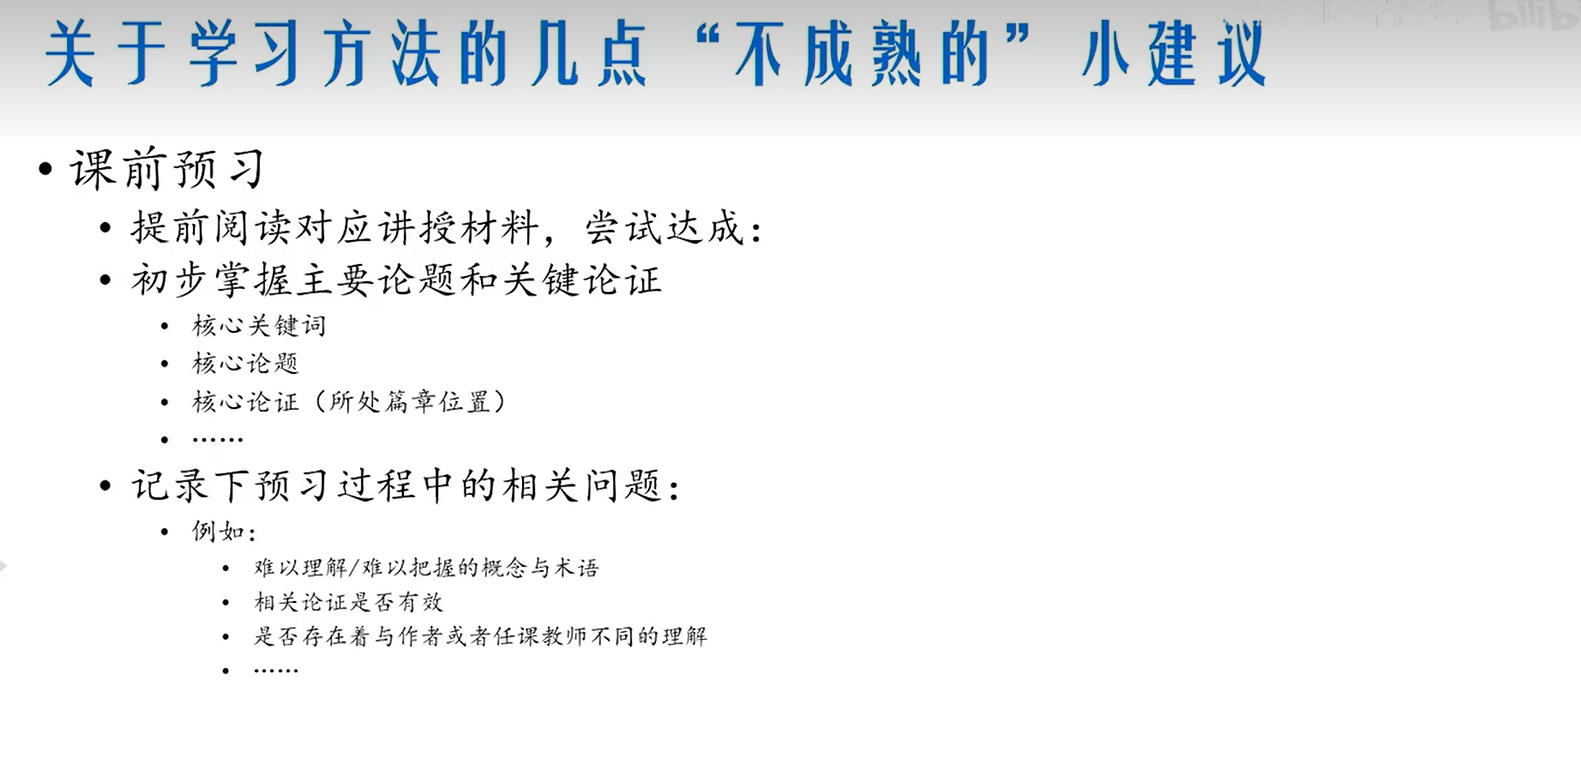 关于学习方法的几点“不成熟的”小建议
• 课前预习
• 提前阅读对应讲授材料，尝试达成：
• 初步掌握主要论题和关键论证
• 核心关键词
• 核心论题
• 核心论证（所处篇章位置）
• ……
• 记录下预习过程中的相关问题：
• 例如：
• 难以理解/难以把握的概念与术语
• 相关论证是否有效
• 是否存在着与作者或者任课教师不同的理解
• ……